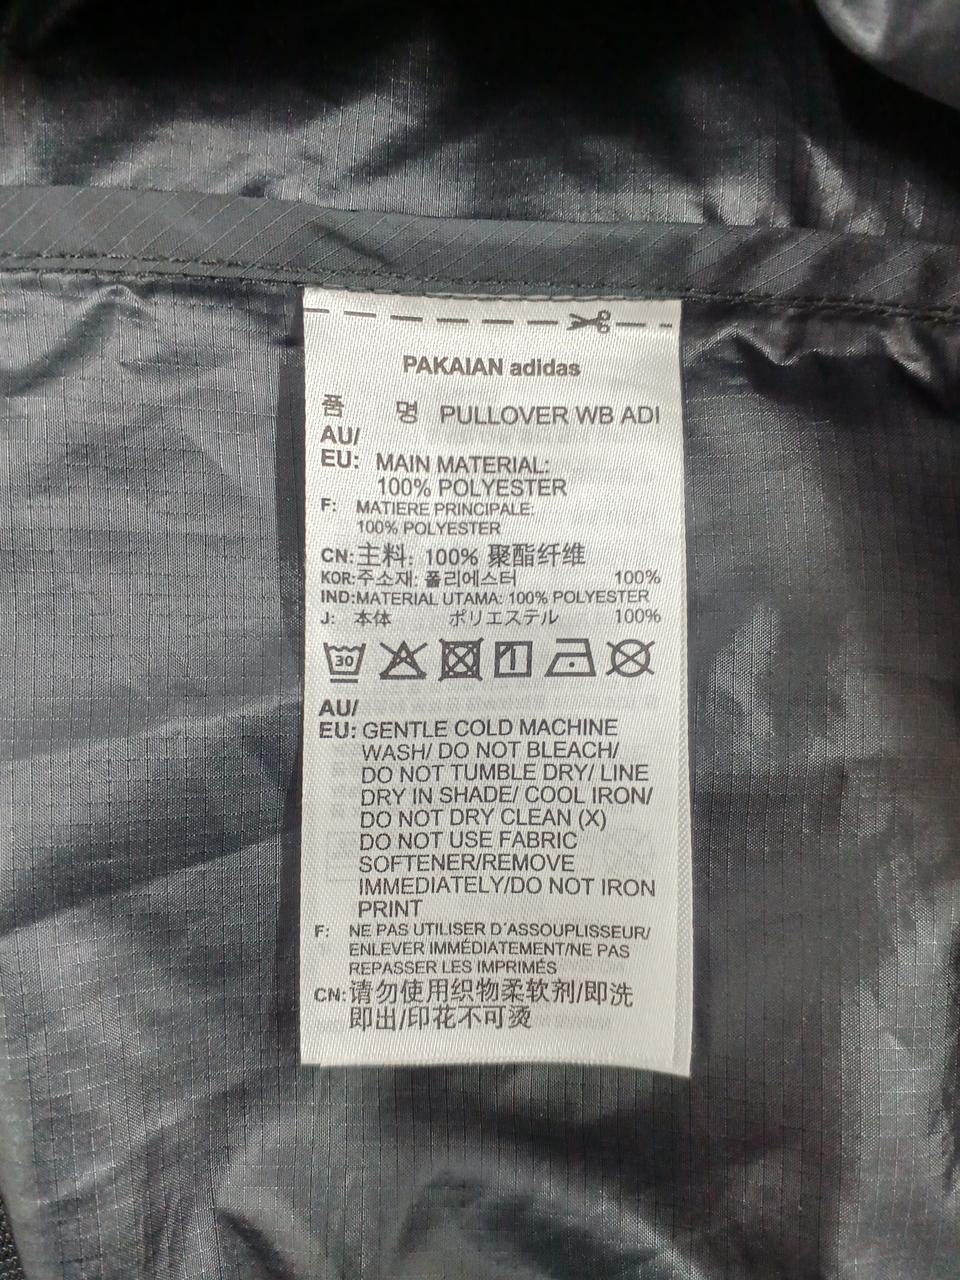 PAKAIAN adidas
품 명 PULLOVER WB ADI
AU/
EU: MAIN MATERIAL:
100% POLYESTER
F: MATIERE PRINCIPALE:
100% POLYESTER
CN: 主料: 100% 聚酯纤维
KOR: 주소재: 폴리에스터 100%
IND: MATERIAL UTAMA: 100% POLYESTER
J: 本体 ポリエステル 100%
30
AU/
EU: GENTLE COLD MACHINE
WASH/ DO NOT BLEACH/
DO NOT TUMBLE DRY/ LINE
DRY IN SHADE/ COOL IRON/
DO NOT DRY CLEAN (X)
DO NOT USE FABRIC
SOFTENER/REMOVE
IMMEDIATELY/DO NOT IRON
PRINT
F: NE PAS UTILISER D'ASSOUPLISSEUR/
ENLEVER IMMÉDIATEMENT/NE PAS
REPASSER LES IMPRIMÉS
CN: 请勿使用织物柔软剂/即洗
即出/印花不可烫